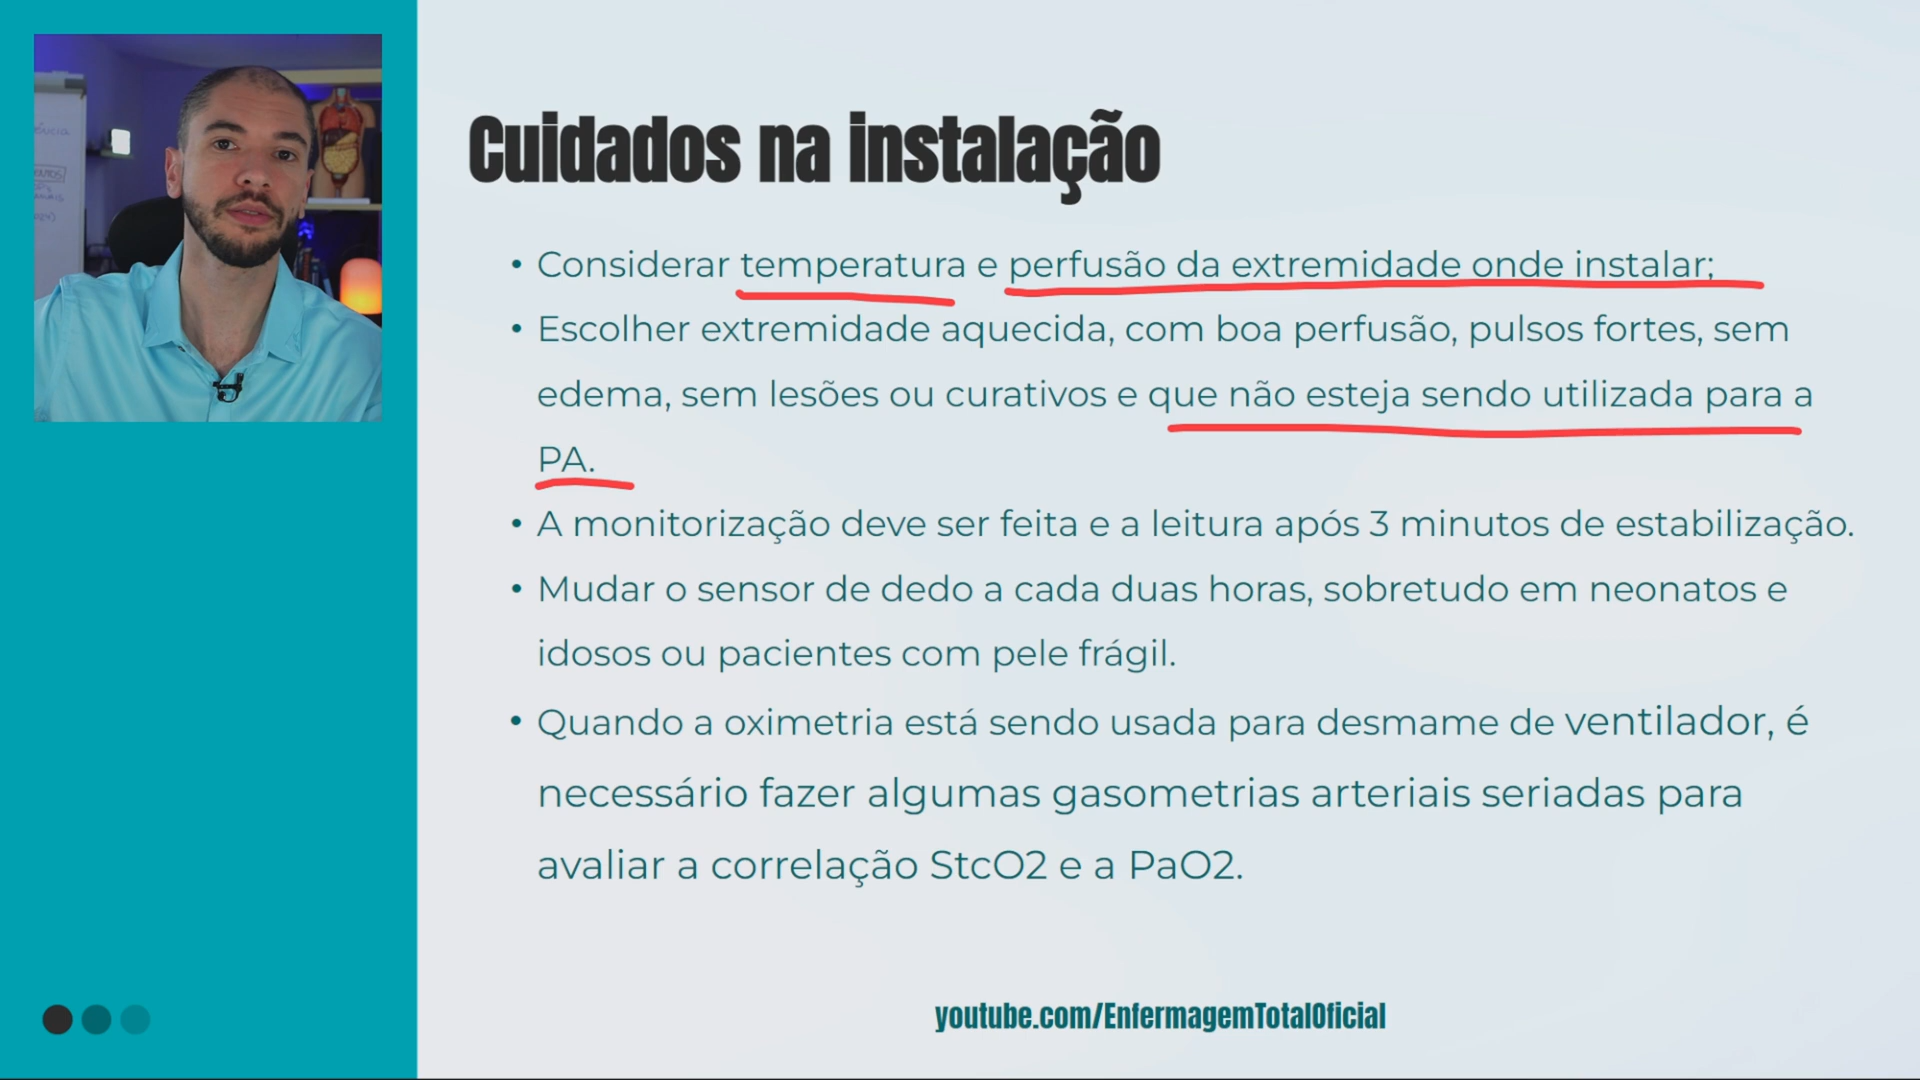 Cuidados na instalação
• Considerar temperatura e perfusão da extremidade onde instalar;
• Escolher extremidade aquecida, com boa perfusão, pulsos fortes, sem
edema, sem lesões ou curativos e que não esteja sendo utilizada para a
PA.
• A monitorização deve ser feita e a leitura após 3 minutos de estabilização.
• Mudar o sensor de dedo a cada duas horas, sobretudo em neonatos e
idosos ou pacientes com pele frágil.
• Quando a oximetria está sendo usada para desmame de ventilador, é
necessário fazer algumas gasometrias arteriais seriadas para
avaliar a correlação StcO2 e a PaO2.
youtube.com/EnfermagemTotalOficial